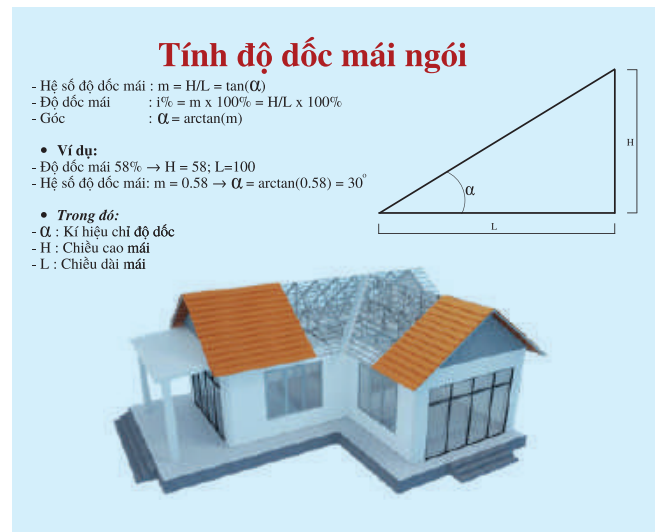 Tính độ dốc mái ngói
- Hệ số độ dốc mái : m = H/L = tan(α)
- Độ dốc mái : i% = m x 100% = H/L x 100%
- Góc : α = arctan(m)
• Ví dụ:
- Độ dốc mái 58% → H = 58; L=100
- Hệ số độ dốc mái: m = 0.58 → α = arctan(0.58) = 30°
• Trong đó:
- α : Kí hiệu chỉ độ dốc
- H : Chiều cao mái
- L : Chiều dài mái
H
α
L